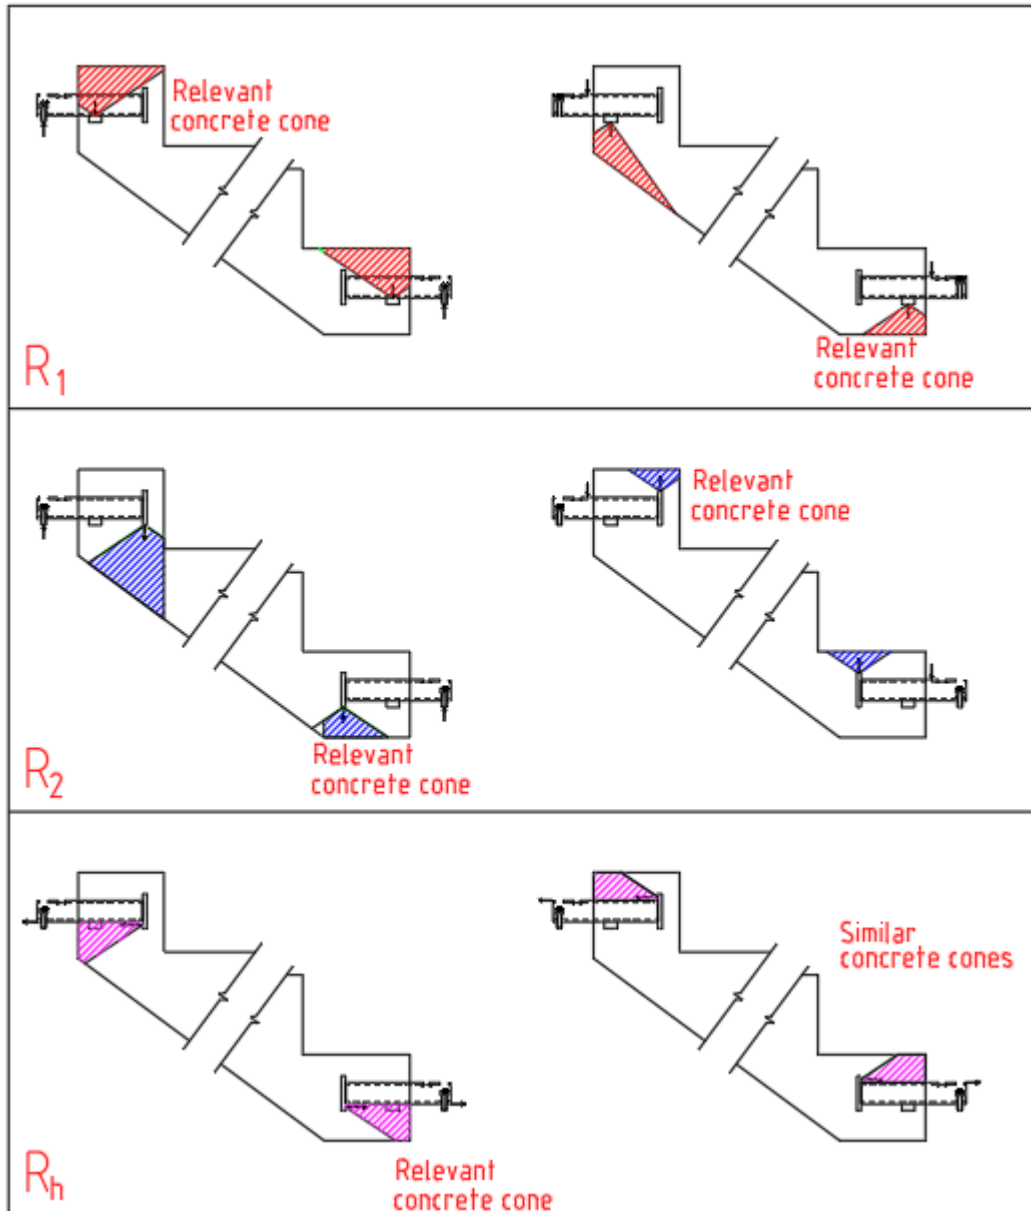 Relevant
concrete cone
R₁
Relevant
concrete cone
Relevant
concrete cone
R₂
Relevant
concrete cone
Similar
concrete cones
Rₕ
Relevant
concrete cone